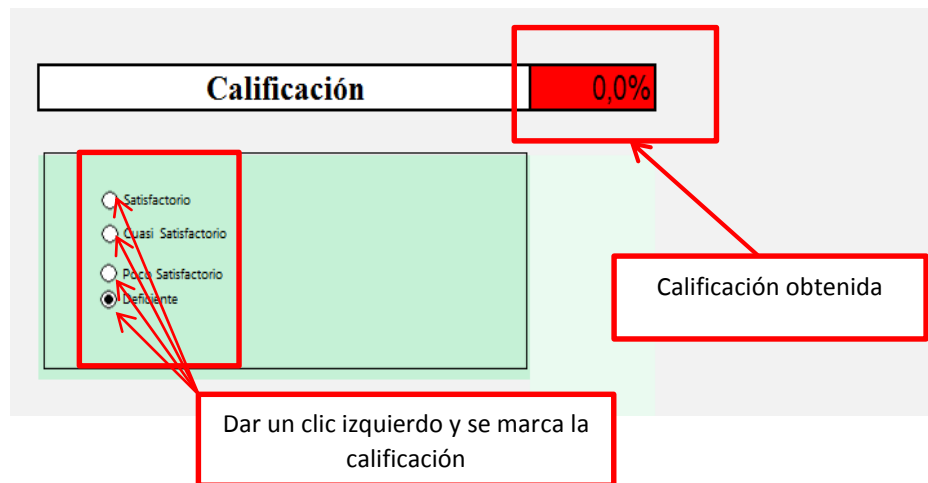 Calificación 0,0%
Satisfactorio
Cuasi Satisfactorio
Poco Satisfactorio
Deficiente
Calificación obtenida
Dar un clic izquierdo y se marca la
calificación